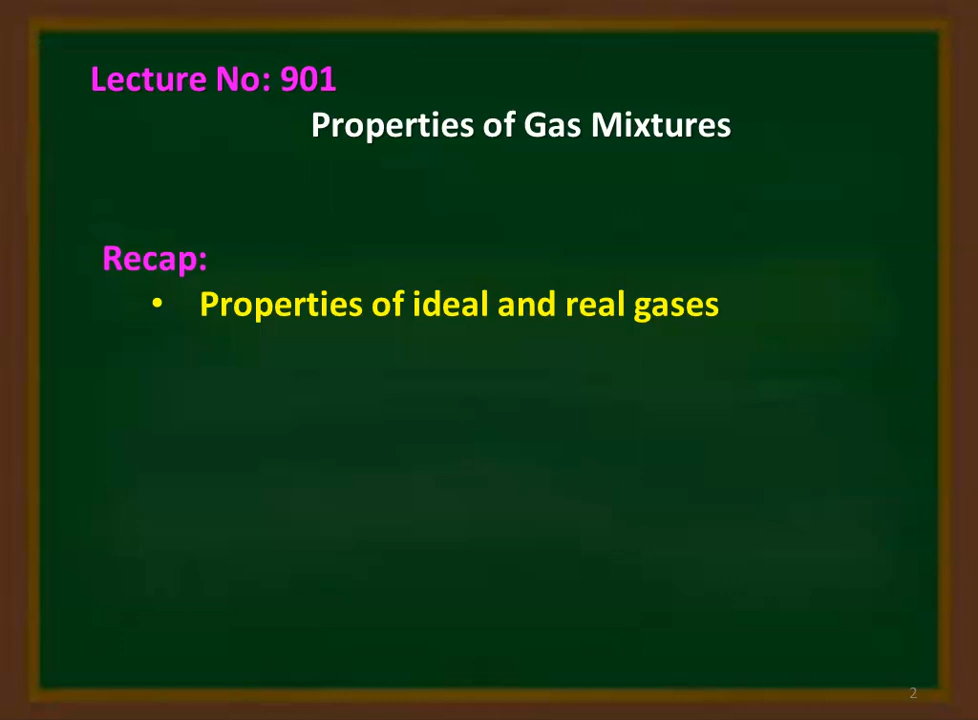 Lecture No: 901
Properties of Gas Mixtures
Recap:
• Properties of ideal and real gases
2